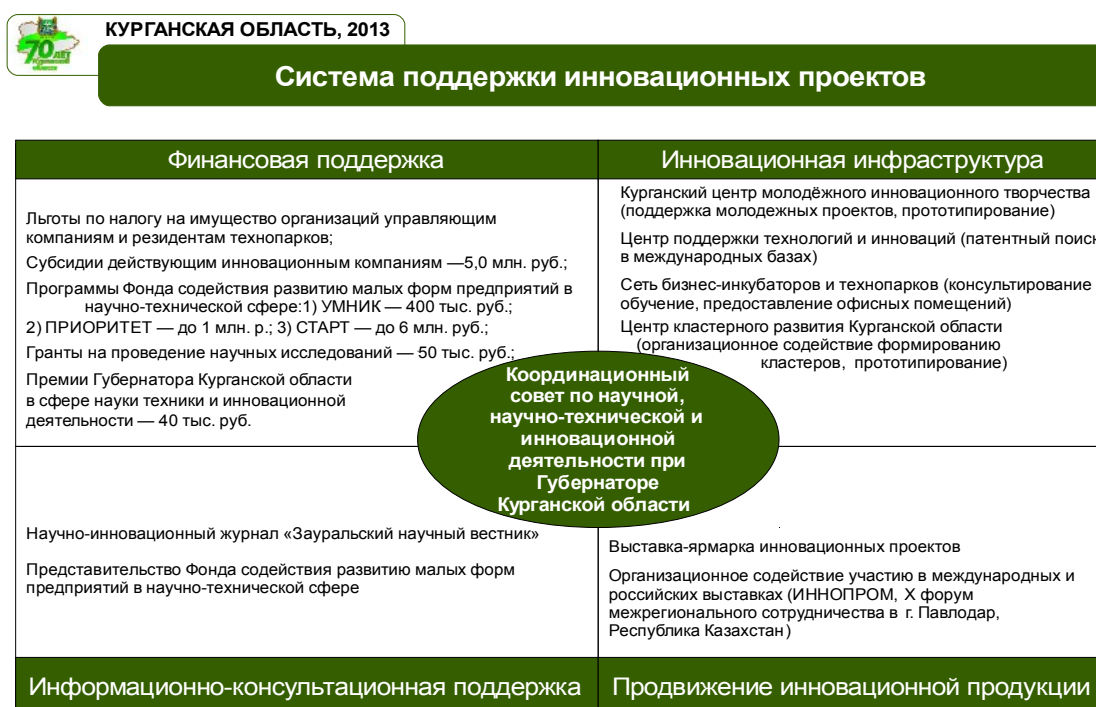 70 ЛЕТ
Курганской
области
КУРГАНСКАЯ ОБЛАСТЬ, 2013
Система поддержки инновационных проектов
Финансовая поддержка
Льготы по налогу на имущество организаций управляющим
компаниям и резидентам технопарков;
Субсидии действующим инновационным компаниям —5,0 млн. руб.;
Программы Фонда содействия развитию малых форм предприятий в
научно-технической сфере:1) УМНИК — 400 тыс. руб.;
2) ПРИОРИТЕТ — до 1 млн. р.; 3) СТАРТ — до 6 млн. руб.;
Гранты на проведение научных исследований — 50 тыс. руб.;
Премии Губернатора Курганской области
в сфере науки техники и инновационной
деятельности — 40 тыс. руб.
Инновационная инфраструктура
Курганский центр молодёжного инновационного творчества
(поддержка молодежных проектов, прототипирование)
Центр поддержки технологий и инноваций (патентный поиск
в международных базах)
Сеть бизнес-инкубаторов и технопарков (консультирование
обучение, предоставление офисных помещений)
Центр кластерного развития Курганской области
(организационное содействие формированию
кластеров, прототипирование)
Координационный
совет по научной,
научно-технической и
инновационной
деятельности при
Губернаторе
Курганской области
Научно-инновационный журнал «Зауральский научный вестник»
Представительство Фонда содействия развитию малых форм
предприятий в научно-технической сфере
Информационно-консультационная поддержка
Выставка-ярмарка инновационных проектов
Организационное содействие участию в международных и
российских выставках (ИННОПРОМ, X форум
межрегионального сотрудничества в г. Павлодар,
Республика Казахстан)
Продвижение инновационной продукции